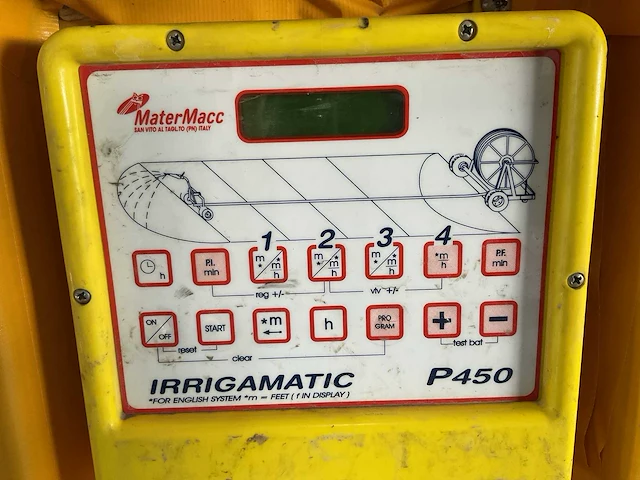 MaterMacc
SAN VITO AL TAGL.TO (PN) ITALY
1 2 3 4
h
P.I. min
m * m h
m * m h
m * m h
*m h
P.F. min
reg +/-
vlv +/-
ON / OFF
START
*m
h
PRO GRAM
+
-
reset
test bat
clear
IRRIGAMATIC P450
*FOR ENGLISH SYSTEM *m = FEET ( f IN DISPLAY )